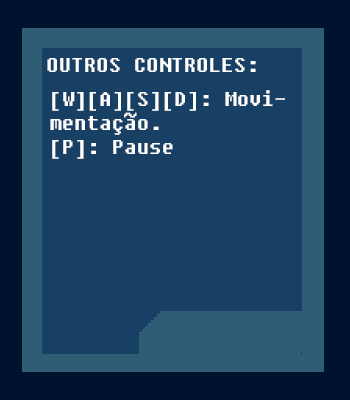 OUTROS CONTROLES:
[W][A][S][D]: Movi-
mentação.
[P]: Pause